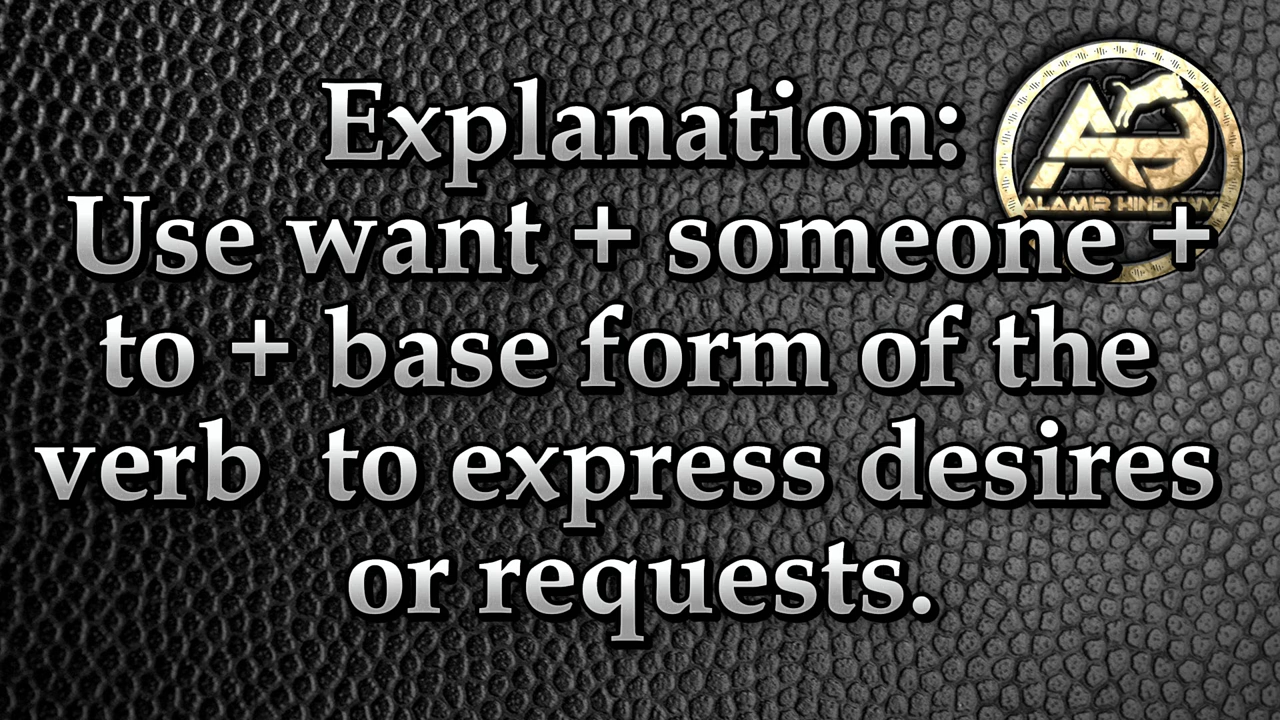 Explanation:
ALAMIR HINDAWY
Use want + someone +
to + base form of the
verb to express desires
or requests.